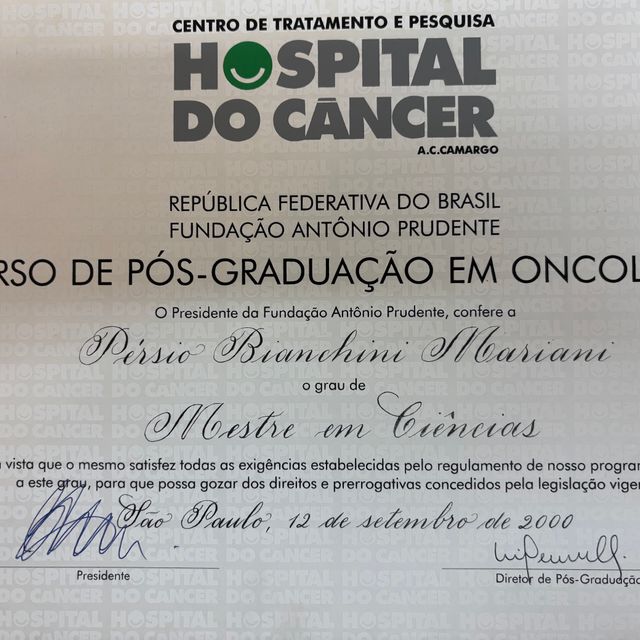 CENTRO DE TRATAMENTO E PESQUISA
HOSPITAL
DO CÂNCER
A.C.CAMARGO
REPÚBLICA FEDERATIVA DO BRASIL
FUNDAÇÃO ANTÔNIO PRUDENTE
RSO DE PÓS-GRADUAÇÃO EM ONCOL
O Presidente da Fundação Antônio Prudente, confere a
Pérsio Bianchini Mariani
o grau de
Mestre em Ciências
vista que o mesmo satisfez todas as exigências estabelecidas pelo regulamento de nosso program
a este grau, para que possa gozar dos direitos e prerrogativas concedidos pela legislação vige
São Paulo, 12 de setembro de 2000
Presidente
Diretor de Pós-Graduação